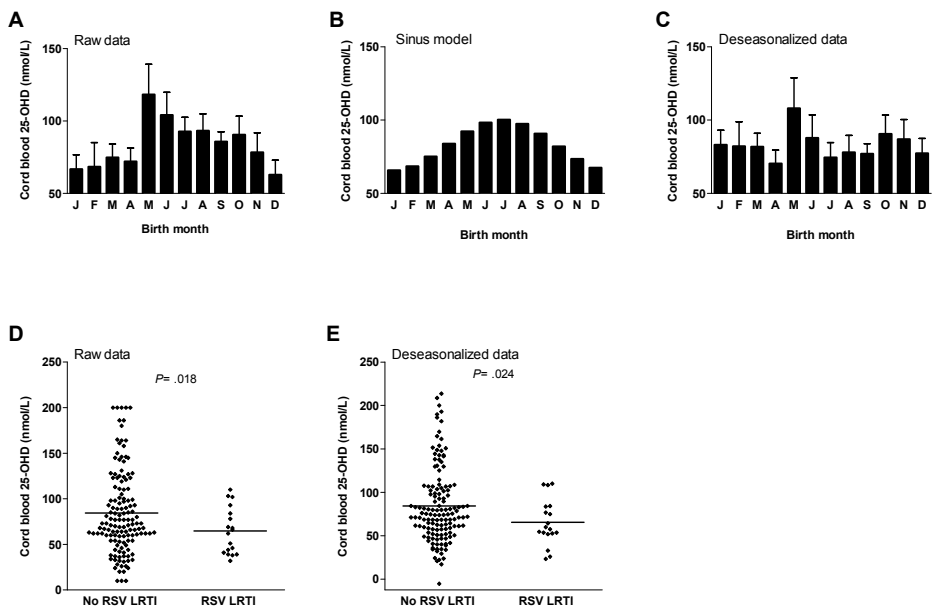 A
Raw data
Cord blood 25-OHD (nmol/L)
150
100
50
J F M A M J J A S O N D
Birth month
B
Sinus model
Cord blood 25-OHD (nmol/L)
150
100
50
J F M A M J J A S O N D
Birth month
C
Deseasonalized data
Cord blood 25-OHD (nmol/L)
150
100
50
J F M A M J J A S O N D
Birth month
D
Raw data
P= .018
Cord blood 25-OHD (nmol/L)
250
200
150
100
50
0
No RSV LRTI RSV LRTI
E
Deseasonalized data
P= .024
Cord blood 25-OHD (nmol/L)
250
200
150
100
50
0
No RSV LRTI RSV LRTI